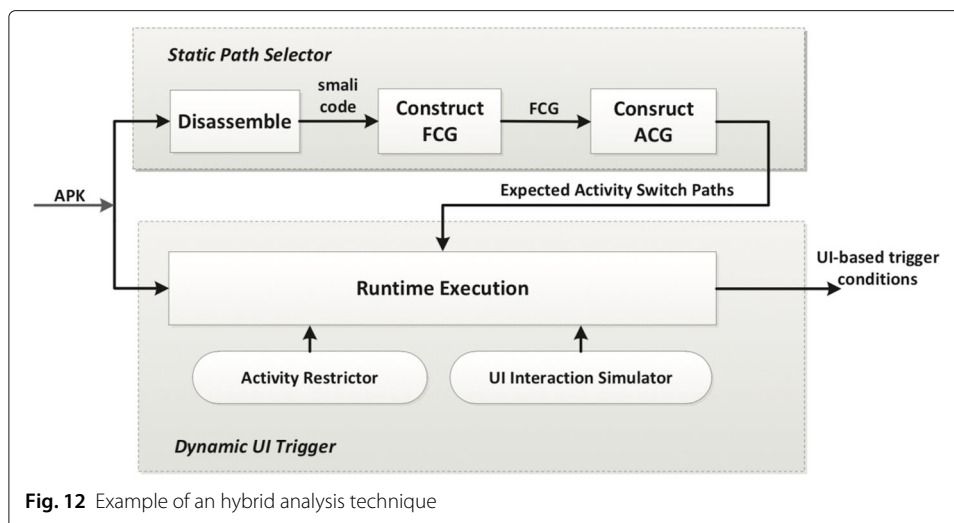 Static Path Selector
smali
code
Disassemble
Construct
FCG
FCG
Consruct
ACG
APK
Expected Activity Switch Paths
Runtime Execution
UI-based trigger
conditions
Activity Restrictor
UI Interaction Simulator
Dynamic UI Trigger
Fig. 12 Example of an hybrid analysis technique